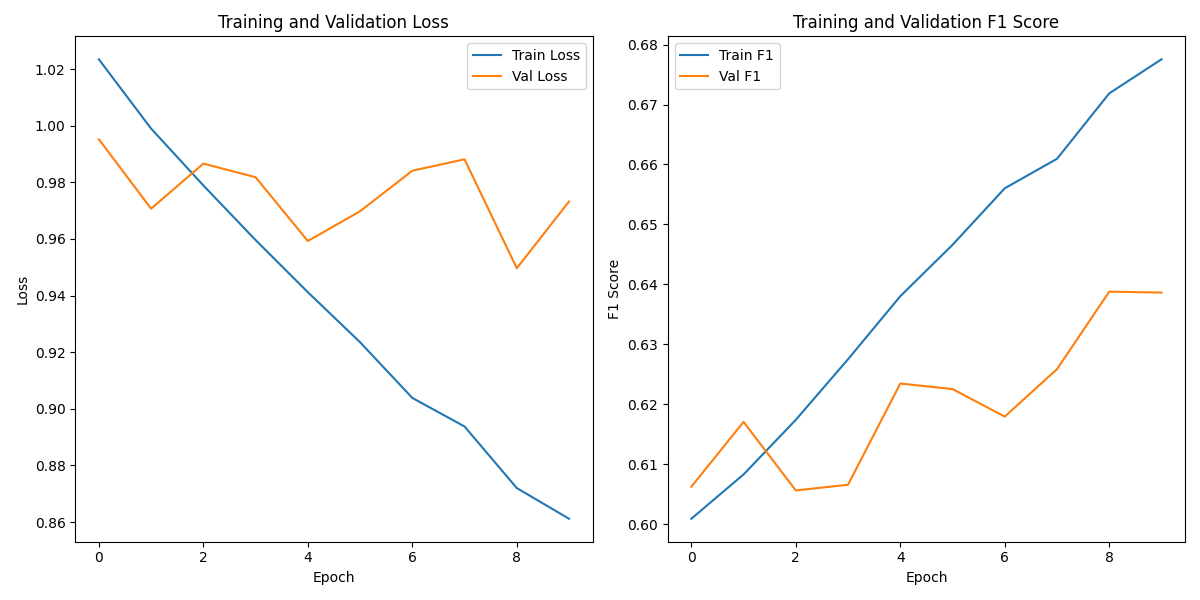 Training and Validation Loss
Train Loss
Val Loss
1.02
1.00
0.98
0.96
0.94
0.92
0.90
0.88
0.86
Loss
0 2 4 6 8
Epoch
Training and Validation F1 Score
Train F1
Val F1
0.68
0.67
0.66
0.65
0.64
0.63
0.62
0.61
0.60
F1 Score
0 2 4 6 8
Epoch